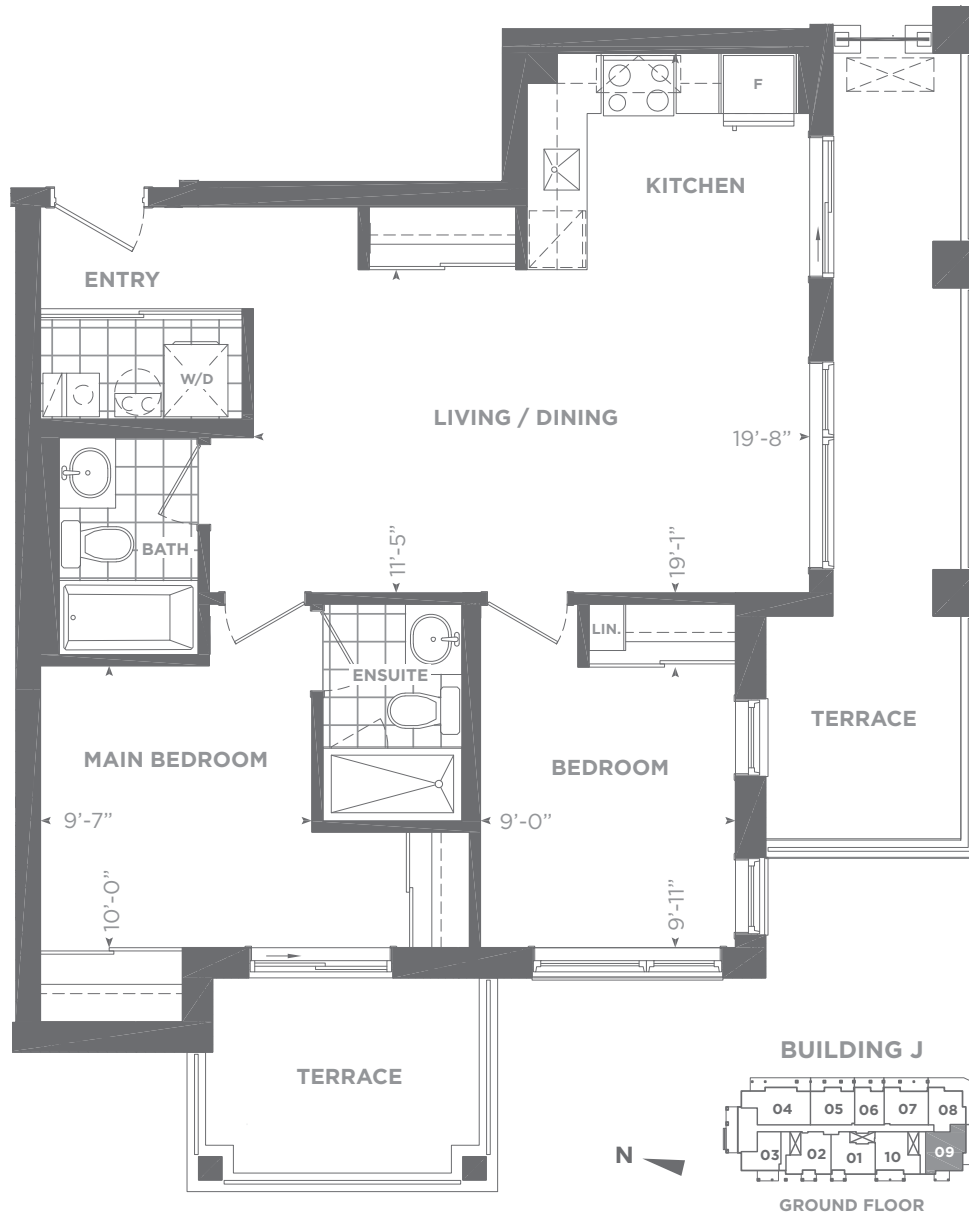 F
KITCHEN
ENTRY
W/D
LIVING / DINING
19'-8”
BATH
11'-5”
19'-1”
LIN.
ENSUITE
TERRACE
MAIN BEDROOM
BEDROOM
9'-7”
9'-0”
10'-0”
9'-11”
TERRACE
BUILDING J
04 05 06 07 08
03 02 01 10 09
N
GROUND FLOOR